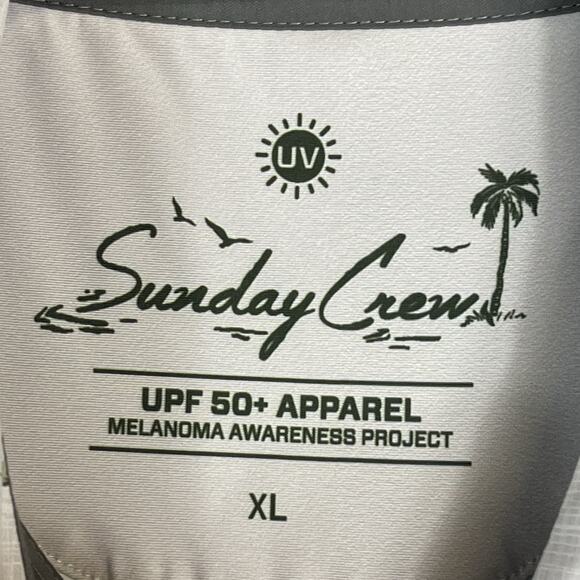 UV
Sunday Crew
UPF 50+ APPAREL
MELANOMA AWARENESS PROJECT
XL